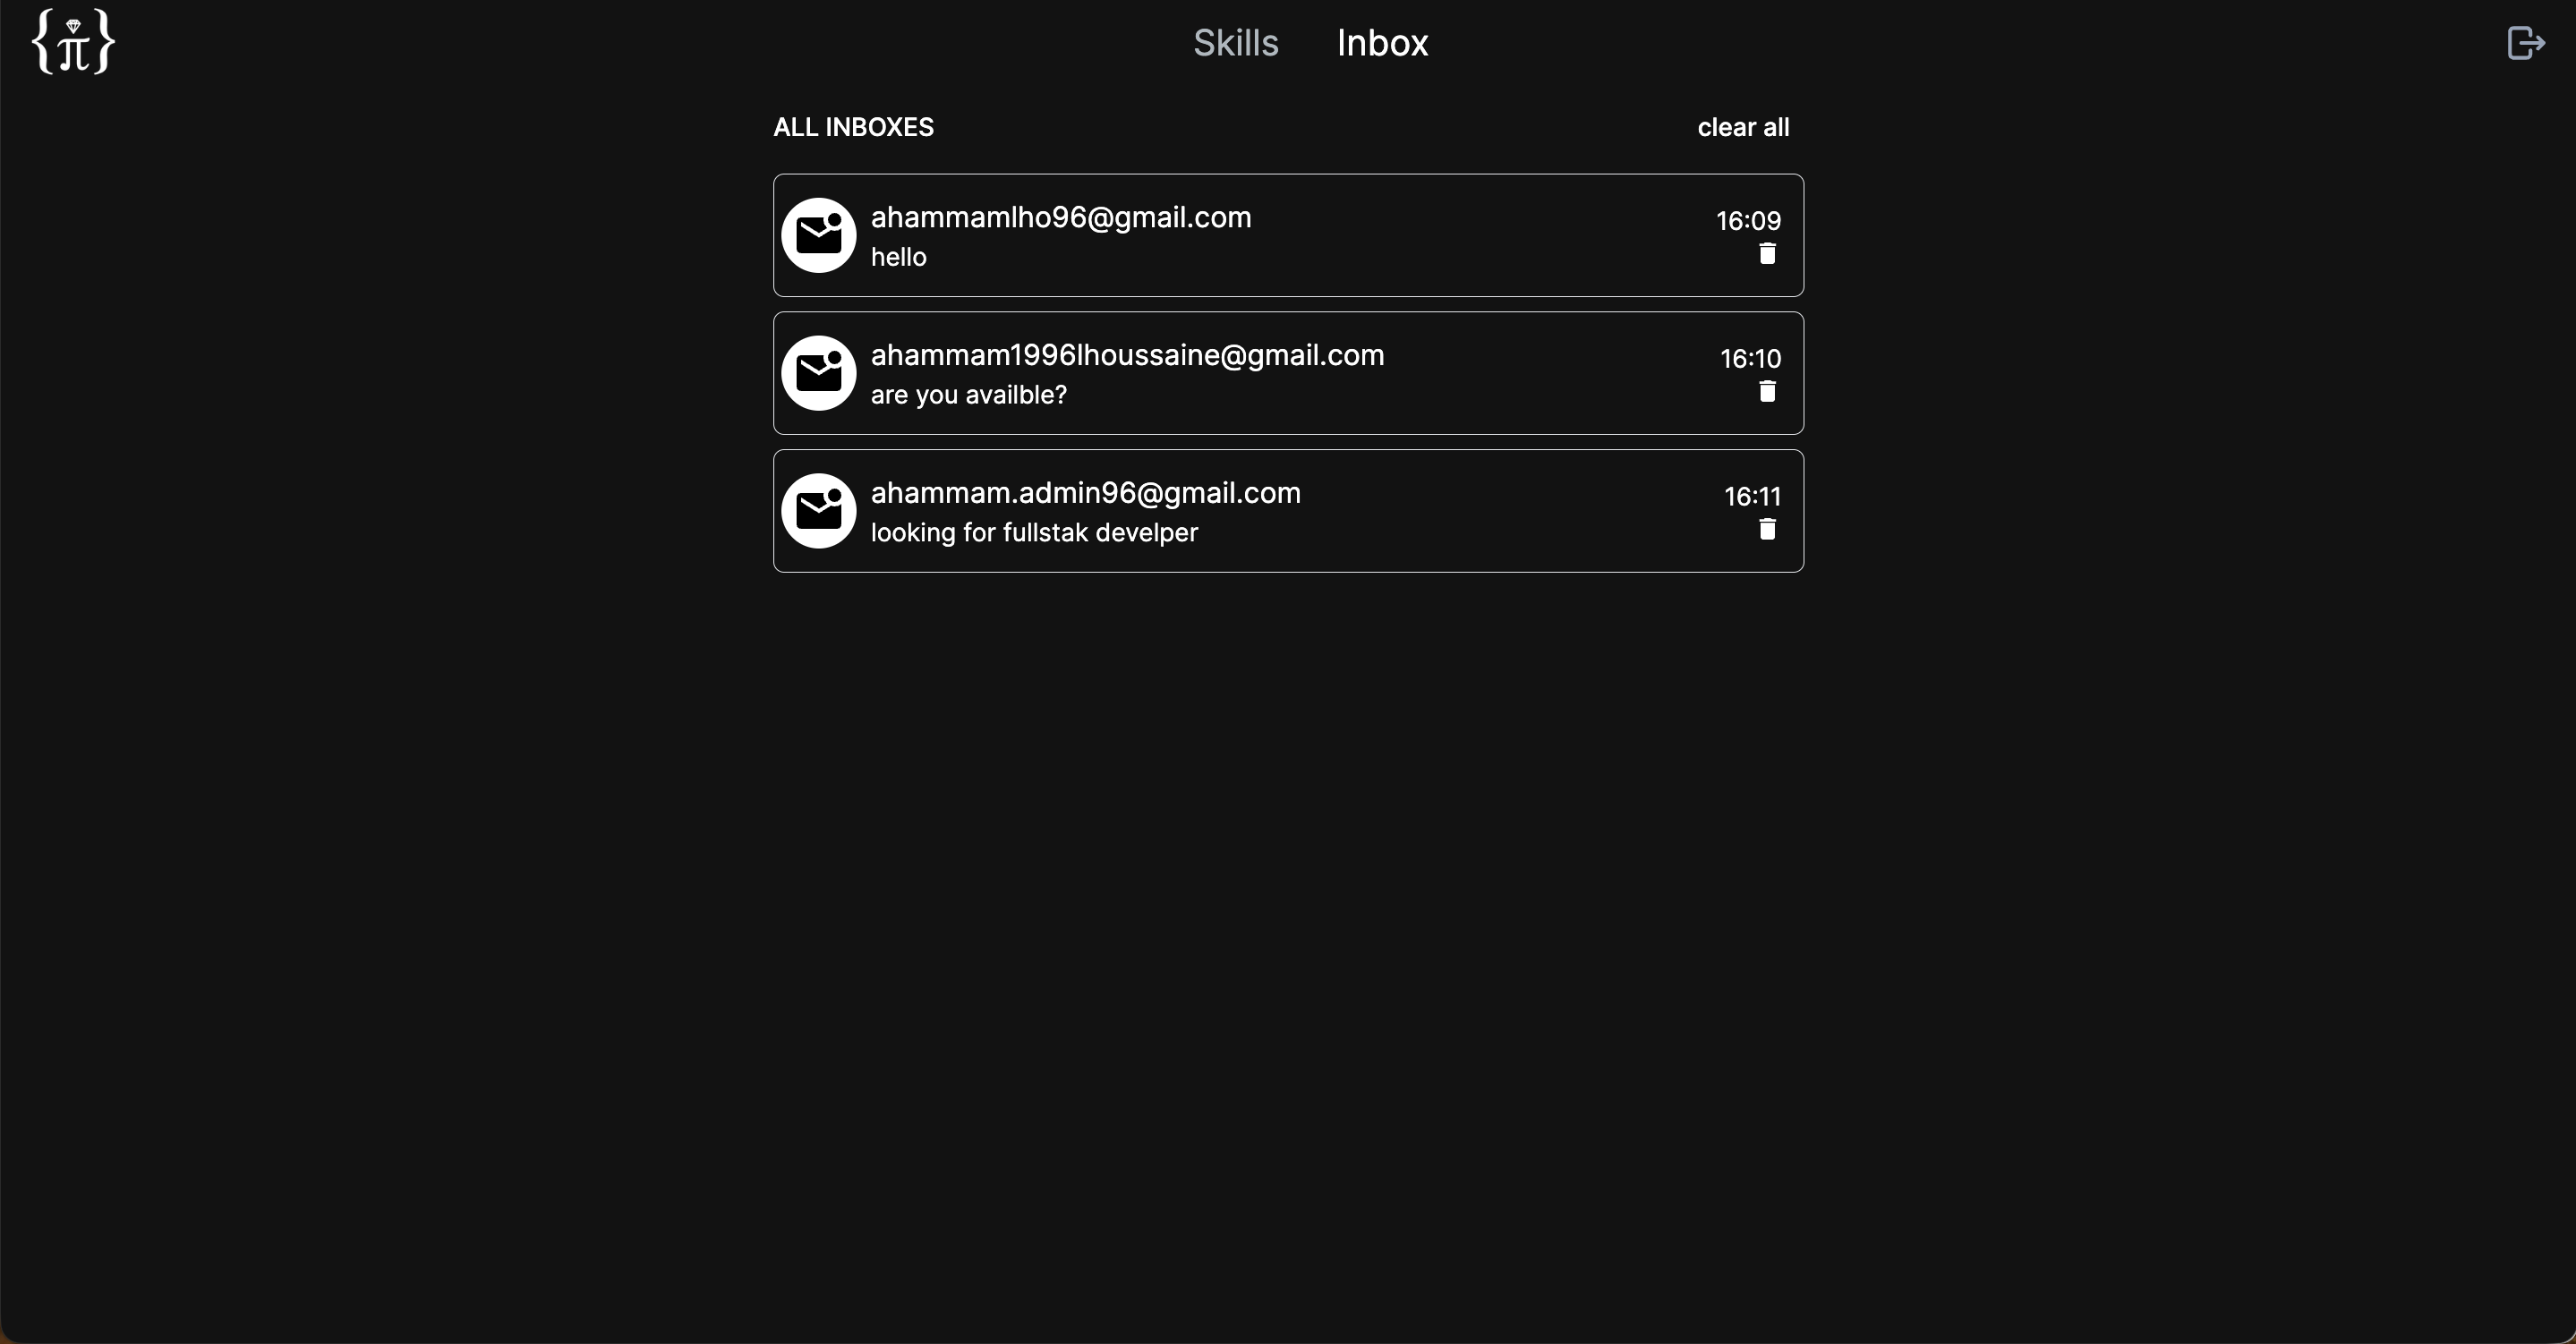 {π}
Skills Inbox
ALL INBOXES clear all
ahammamlho96@gmail.com 16:09
hello
ahammam1996lhoussaine@gmail.com 16:10
are you availble?
ahammam.admin96@gmail.com 16:11
looking for fullstak develper